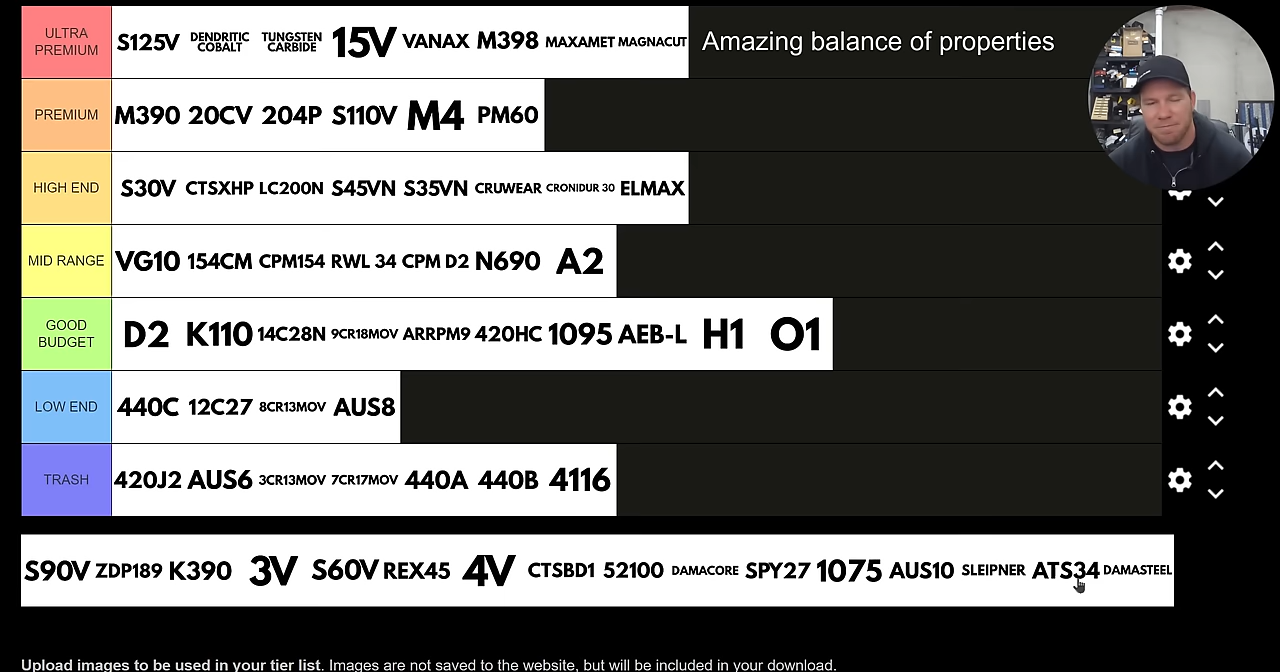 ULTRA PREMIUM S125V DENDRITIC COBALT TUNGSTEN CARBIDE 15V VANAX M398 MAXAMET MAGNACUT Amazing balance of properties
PREMIUM M390 20CV 204P S110V M4 PM60
HIGH END S30V CTSXHP LC200N S45VN S35VN CRUWEAR CRONIDUR 30 ELMAX
MID RANGE VG10 154CM CPM154 RWL 34 CPM D2 N690 A2
GOOD BUDGET D2 K110 14C28N 9CR18MOV ARRPM9 420HC 1095 AEB-L H1 O1
LOW END 440C 12C27 8CR13MOV AUS8
TRASH 420J2 AUS6 3CR13MOV 7CR17MOV 440A 440B 4116
S90V ZDP189 K390 3V S60V REX45 4V CTSBD1 52100 DAMACORE SPY27 1075 AUS10 SLEIPNER ATS34 DAMASTEEL
Upload images to be used in your tier list. Images are not saved to the website, but will be included in your download.